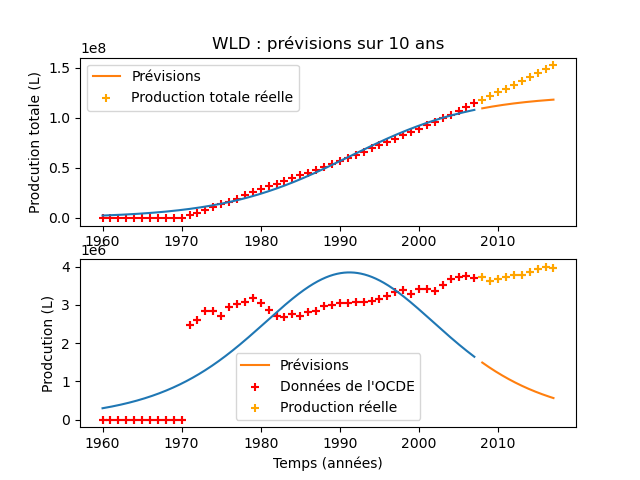 WLD : prévisions sur 10 ans
1e8
Prodcution totale (L)
1.5
1.0
0.5
0.0
Prévisions
Production totale réelle
1960 1970 1980 1990 2000 2010
1e6
Prodcution (L)
4
3
2
1
0
Prévisions
Données de l'OCDE
Production réelle
1960 1970 1980 1990 2000 2010
Temps (années)